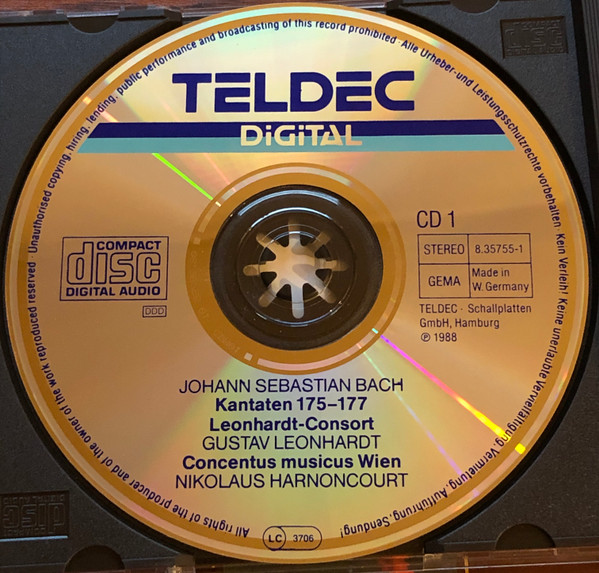 Unauthorised copying, hiring, lending, public performance and broadcasting of this record prohibited · Alle Urheber- und Leistungsschutzrechte vorbehalten. Kein Verleih! Keine unerlaubte Vervielfältigung, Vermietung, Aufführung, Sendung!
TELDEC
DiGiTAL
CD 1
COMPACT
disc
DIGITAL AUDIO
DDD
STEREO 8.35755-1
GEMA Made in
W. Germany
TELDEC · Schallplatten
GmbH, Hamburg
℗ 1988
JOHANN SEBASTIAN BACH
Kantaten 175–177
Leonhardt-Consort
GUSTAV LEONHARDT
Concentus musicus Wien
NIKOLAUS HARNONCOURT
All rights of the producer and of the owner of the work reproduced reserved ·
LC 3706